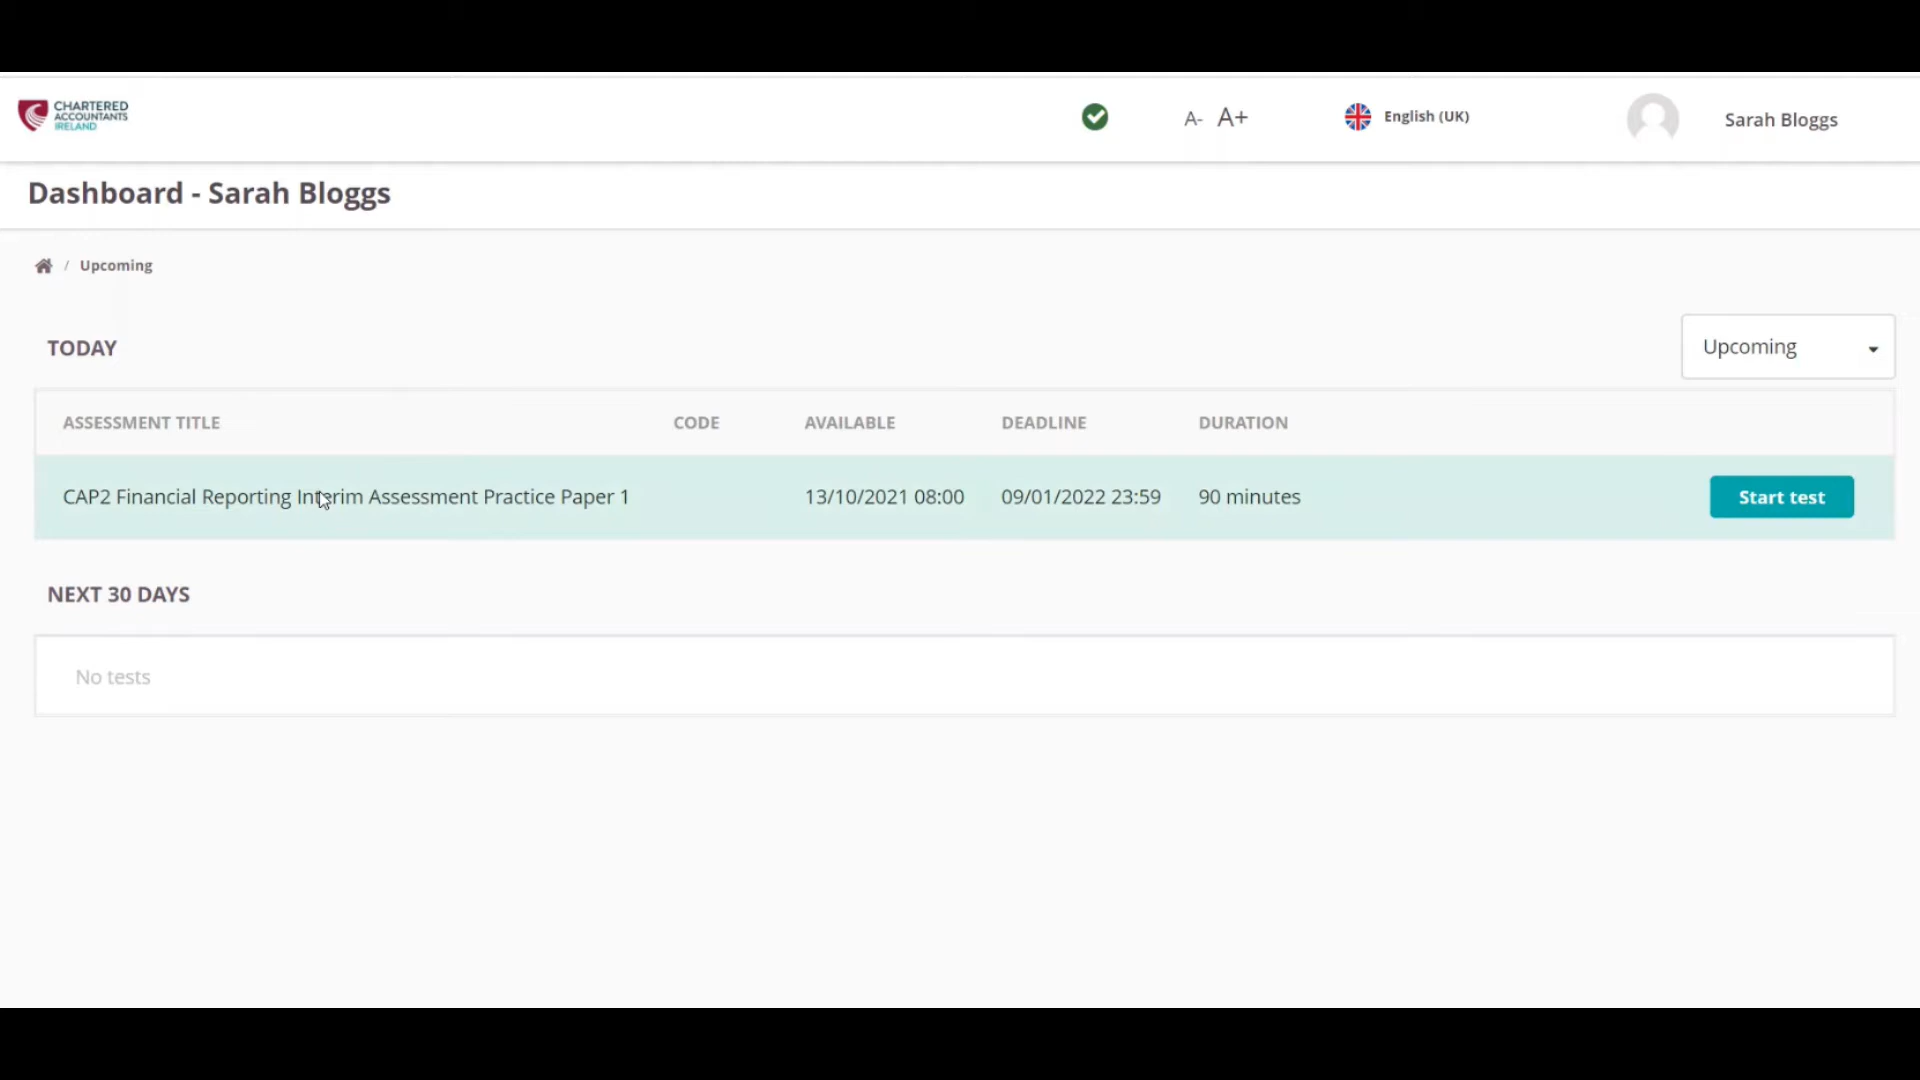 CHARTERED
ACCOUNTANTS
IRELAND
A- A+
English (UK)
Sarah Bloggs
Dashboard - Sarah Bloggs
/ Upcoming
TODAY
Upcoming
ASSESSMENT TITLE CODE AVAILABLE DEADLINE DURATION
CAP2 Financial Reporting Interim Assessment Practice Paper 1 13/10/2021 08:00 09/01/2022 23:59 90 minutes Start test
NEXT 30 DAYS
No tests